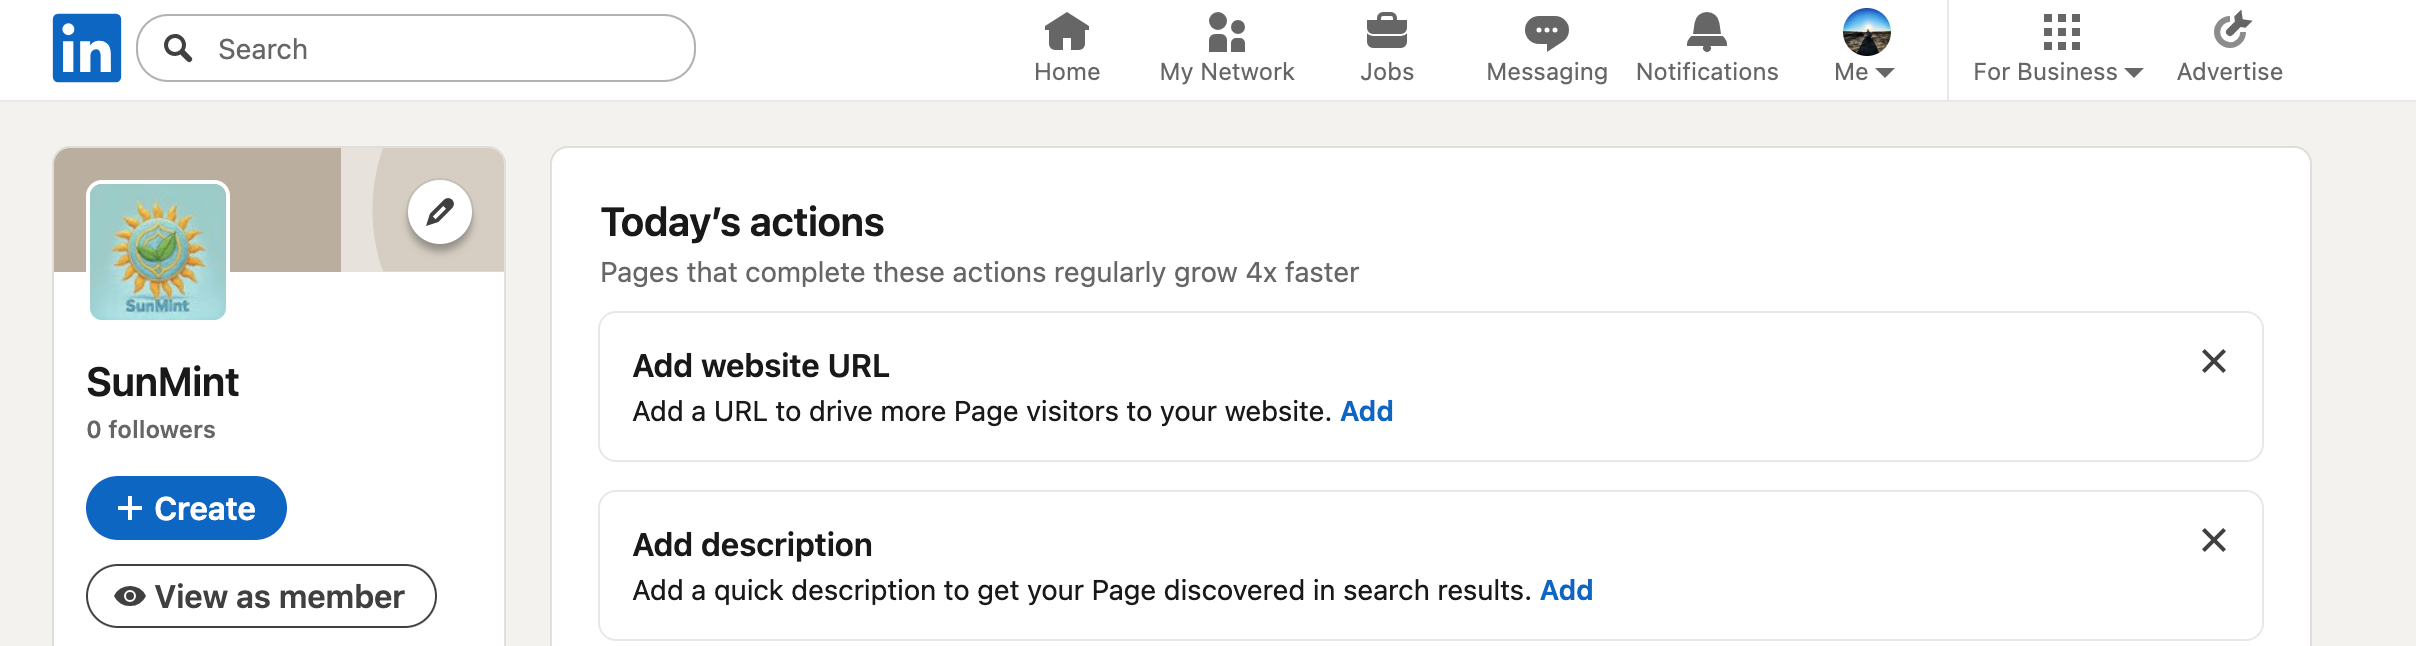 in
Search
Home
My Network
Jobs
Messaging
Notifications
Me
For Business
Advertise
SunMint
SunMint
0 followers
+ Create
View as member
Today’s actions
Pages that complete these actions regularly grow 4x faster
Add website URL
Add a URL to drive more Page visitors to your website. Add
Add description
Add a quick description to get your Page discovered in search results. Add